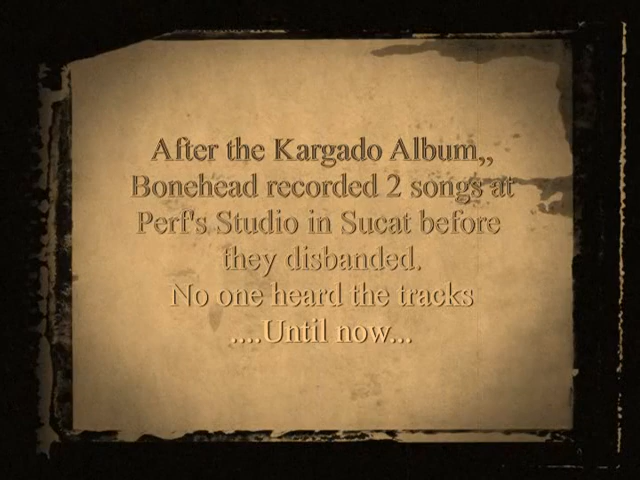 After the Kargado Album,,
Bonehead recorded 2 songs at
Perf's Studio in Sucat before
they disbanded.
No one heard the tracks
....Until now...